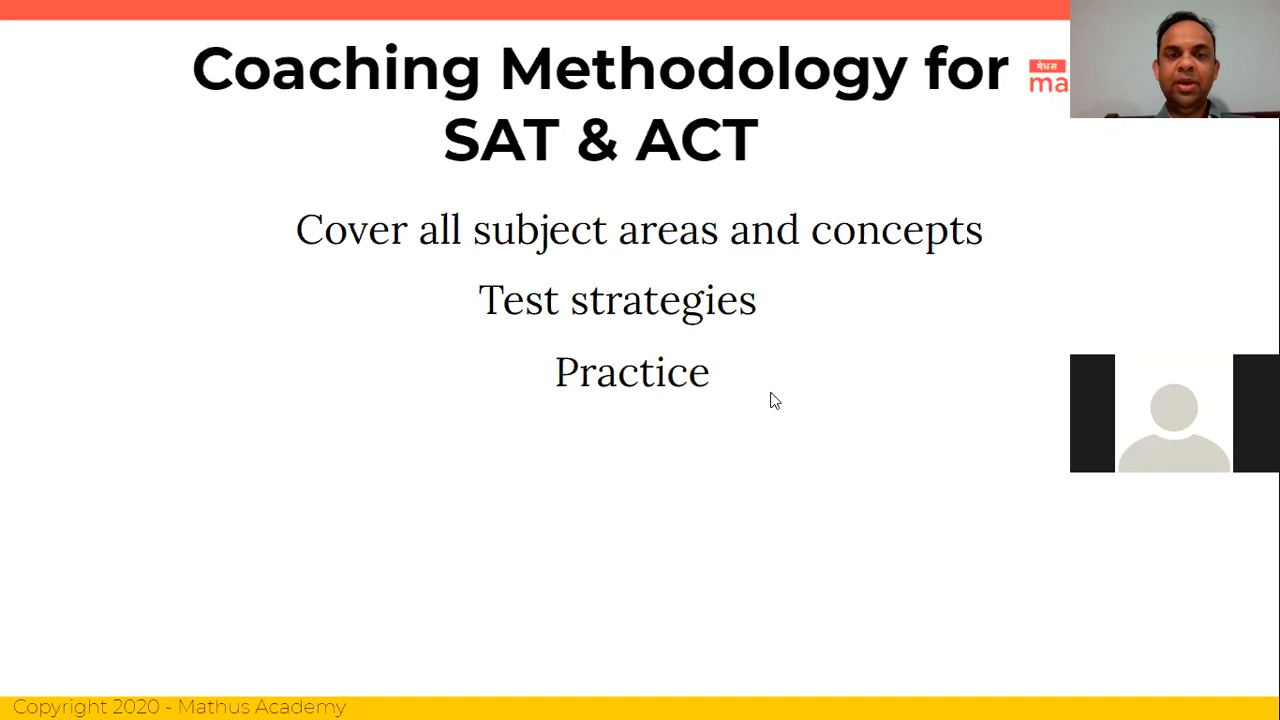 Coaching Methodology for
SAT & ACT
ਸੇਧਸ
ma
Cover all subject areas and concepts
Test strategies
Practice
Copyright 2020 - Mathus Academy